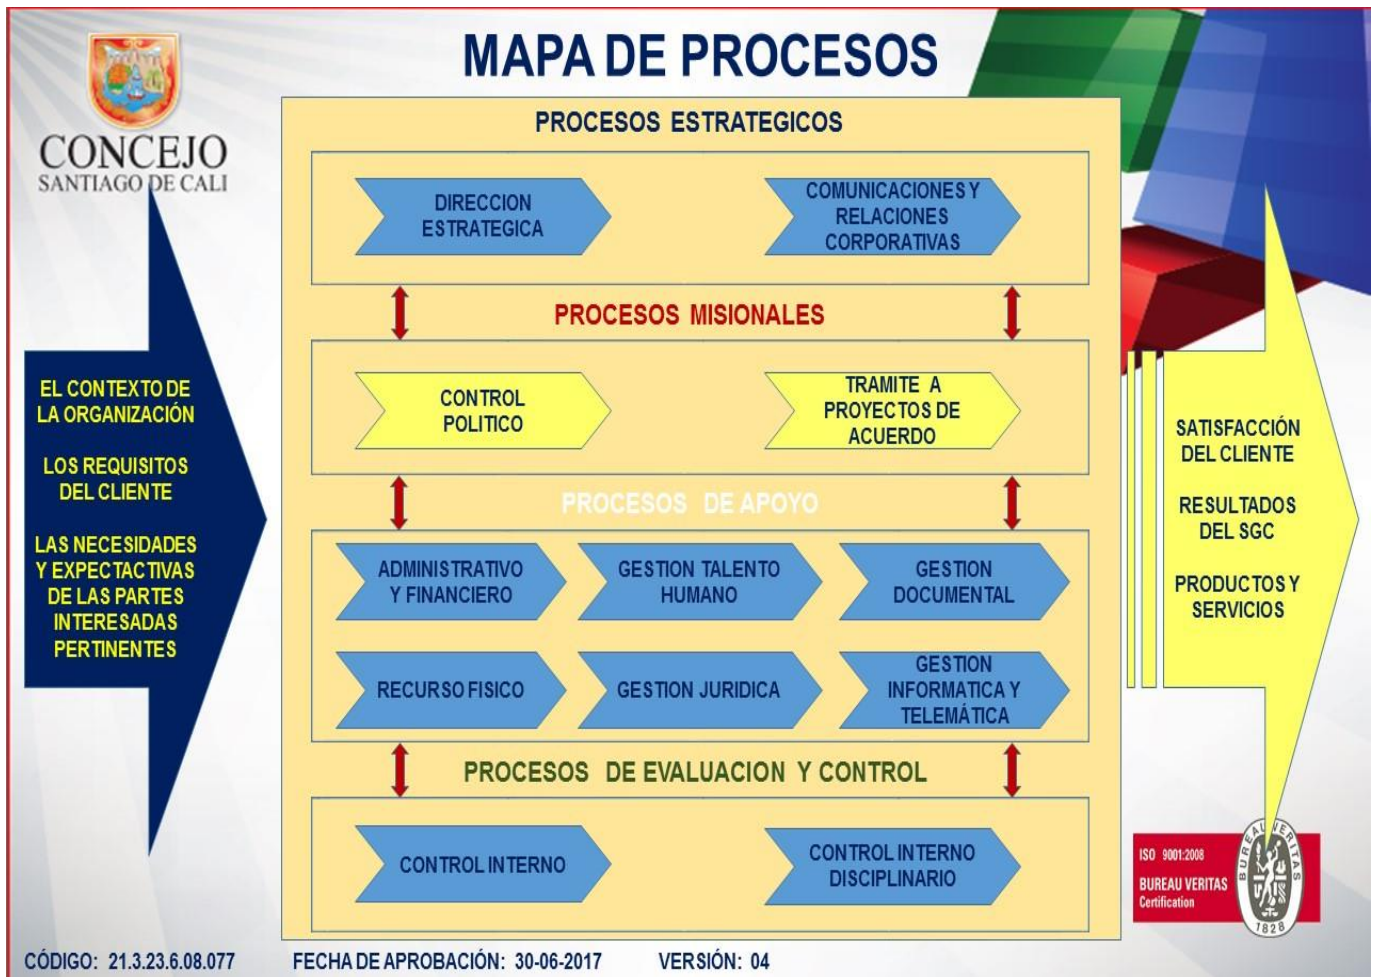 MAPA DE PROCESOS
CONCEJO
SANTIAGO DE CALI
PROCESOS ESTRATEGICOS
DIRECCION
ESTRATEGICA
COMUNICACIONES Y
RELACIONES
CORPORATIVAS
PROCESOS MISIONALES
CONTROL
POLITICO
TRAMITE A
PROYECTOS DE
ACUERDO
PROCESOS DE APOYO
ADMINISTRATIVO
Y FINANCIERO
GESTION TALENTO
HUMANO
GESTION
DOCUMENTAL
RECURSO FISICO
GESTION JURIDICA
GESTION
INFORMATICA Y
TELEMÁTICA
PROCESOS DE EVALUACION Y CONTROL
CONTROL INTERNO
CONTROL INTERNO
DISCIPLINARIO
EL CONTEXTO DE
LA ORGANIZACIÓN
LOS REQUISITOS
DEL CLIENTE
LAS NECESIDADES
Y EXPECTACTIVAS
DE LAS PARTES
INTERESADAS
PERTINENTES
SATISFACCIÓN
DEL CLIENTE
RESULTADOS
DEL SGC
PRODUCTOS Y
SERVICIOS
ISO 9001:2008
BUREAU VERITAS
Certification
BUREAU VERITAS
1828
CÓDIGO: 21.3.23.6.08.077 FECHA DE APROBACIÓN: 30-06-2017 VERSIÓN: 04